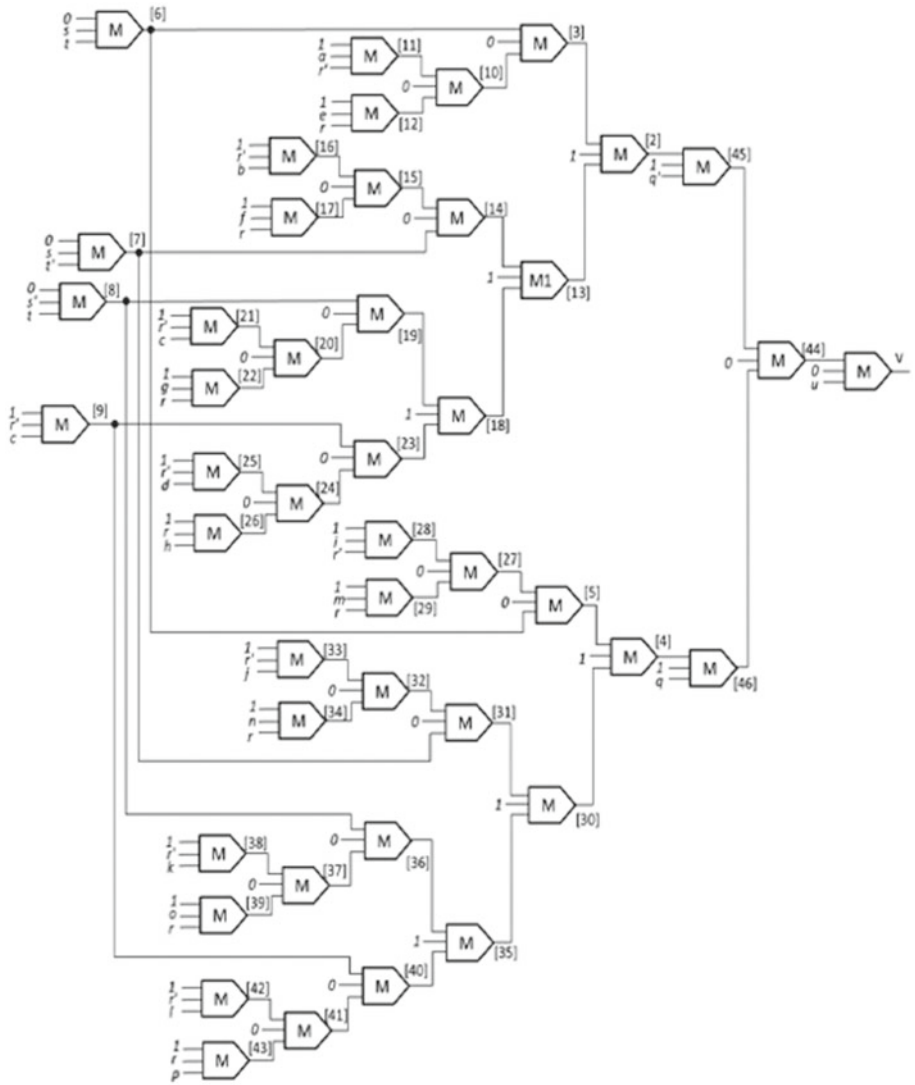 0 s t M [6]
1 a r' M [11]
0 M [3]
0 M [10]
1 e r M [12]
1 r' b M [16]
1 M [2]
1 q' M [45]
0 M [15]
1 f r M [17]
0 M [14]
0 s t' M [7]
1 M1 [13]
0 s' t M [8]
0 M [19]
1 r' c M [21]
0 M [20]
1 g r M [22]
0 M [44]
0 u M V
1 r' c M [9]
1 M [18]
0 M [23]
1 r' d M [25]
0 M [24]
1 r h M [26]
1 i r' M [28]
0 M [27]
1 m r M [29]
0 M [5]
1 r' j M [33]
1 M [4]
1 q M [46]
0 M [32]
1 n r M [34]
0 M [31]
1 M [30]
0 M [36]
1 r' k M [38]
0 M [37]
1 o r M [39]
1 M [35]
0 M [40]
1 r' l M [42]
0 M [41]
1 r p M [43]